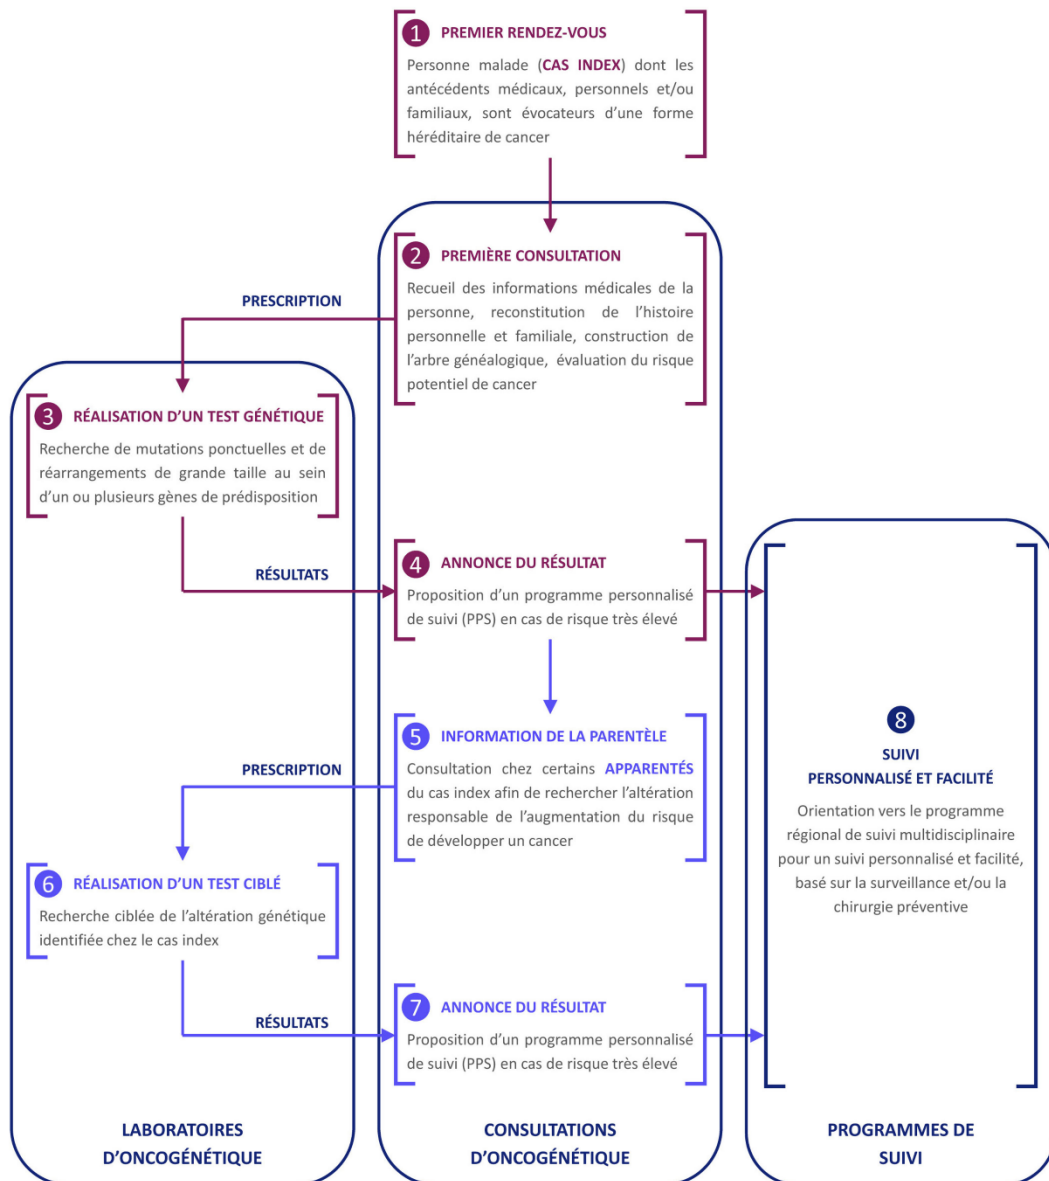 1 PREMIER RENDEZ-VOUS
Personne malade (CAS INDEX) dont les
antécédents médicaux, personnels et/ou
familiaux, sont évocateurs d’une forme
héréditaire de cancer
2 PREMIÈRE CONSULTATION
Recueil des informations médicales de la
personne, reconstitution de l’histoire
personnelle et familiale, construction de
l’arbre généalogique, évaluation du risque
potentiel de cancer
PRESCRIPTION
3 RÉALISATION D’UN TEST GÉNÉTIQUE
Recherche de mutations ponctuelles et de
réarrangements de grande taille au sein
d’un ou plusieurs gènes de prédisposition
RÉSULTATS
4 ANNONCE DU RÉSULTAT
Proposition d’un programme personnalisé
de suivi (PPS) en cas de risque très élevé
5 INFORMATION DE LA PARENTÈLE
Consultation chez certains APPARENTÉS
du cas index afin de rechercher l’altération
responsable de l’augmentation du risque
de développer un cancer
PRESCRIPTION
6 RÉALISATION D’UN TEST CIBLÉ
Recherche ciblée de l’altération génétique
identifiée chez le cas index
RÉSULTATS
7 ANNONCE DU RÉSULTAT
Proposition d’un programme personnalisé
de suivi (PPS) en cas de risque très élevé
8
SUIVI
PERSONNALISÉ ET FACILITÉ
Orientation vers le programme
régional de suivi multidisciplinaire
pour un suivi personnalisé et facilité,
basé sur la surveillance et/ou la
chirurgie préventive
LABORATOIRES
D’ONCOGÉNÉTIQUE
CONSULTATIONS
D’ONCOGÉNÉTIQUE
PROGRAMMES DE
SUIVI